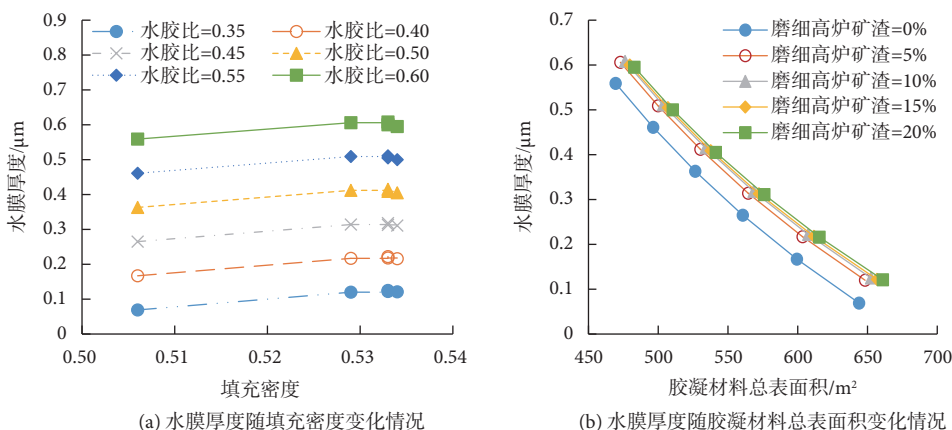 0.9
0.8
0.7
0.6
0.5
0.4
0.3
0.2
0.1
0
水膜厚度/μm
水胶比=0.35
水胶比=0.40
水胶比=0.45
水胶比=0.50
水胶比=0.55
水胶比=0.60
0.50
0.51
0.52
0.53
0.54
填充密度
(a) 水膜厚度随填充密度变化情况
0.7
0.6
0.5
0.4
0.3
0.2
0.1
0
水膜厚度/μm
磨细高炉矿渣=0%
磨细高炉矿渣=5%
磨细高炉矿渣=10%
磨细高炉矿渣=15%
磨细高炉矿渣=20%
450
500
550
600
650
700
胶凝材料总表面积/m²
(b) 水膜厚度随胶凝材料总表面积变化情况